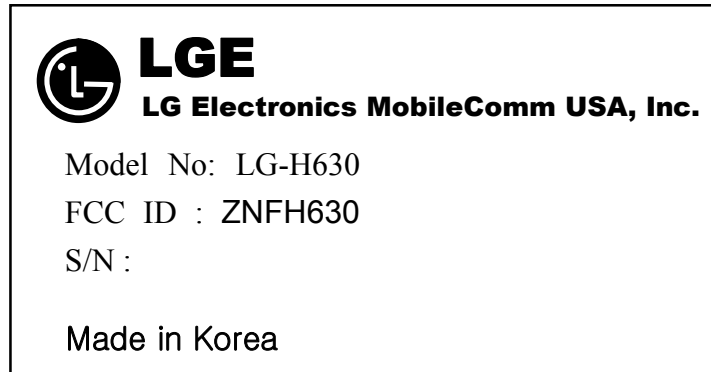 LGE
LG Electronics MobileComm USA, Inc.
Model No: LG-H630
FCC ID : ZNFH630
S/N :
Made in Korea